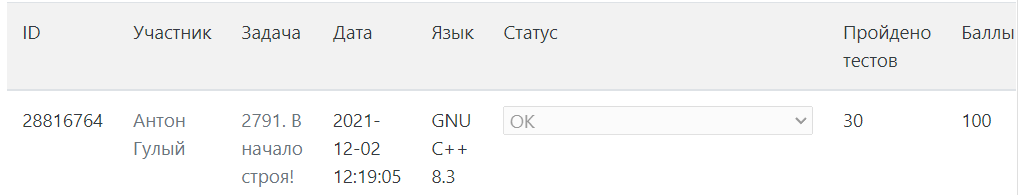 ID Участник Задача Дата Язык Статус Пройдено Баллы
тестов
28816764 Антон 2791. В 2021- GNU OK 30 100
Гулый начало 12-02 C++
строя! 12:19:05 8.3